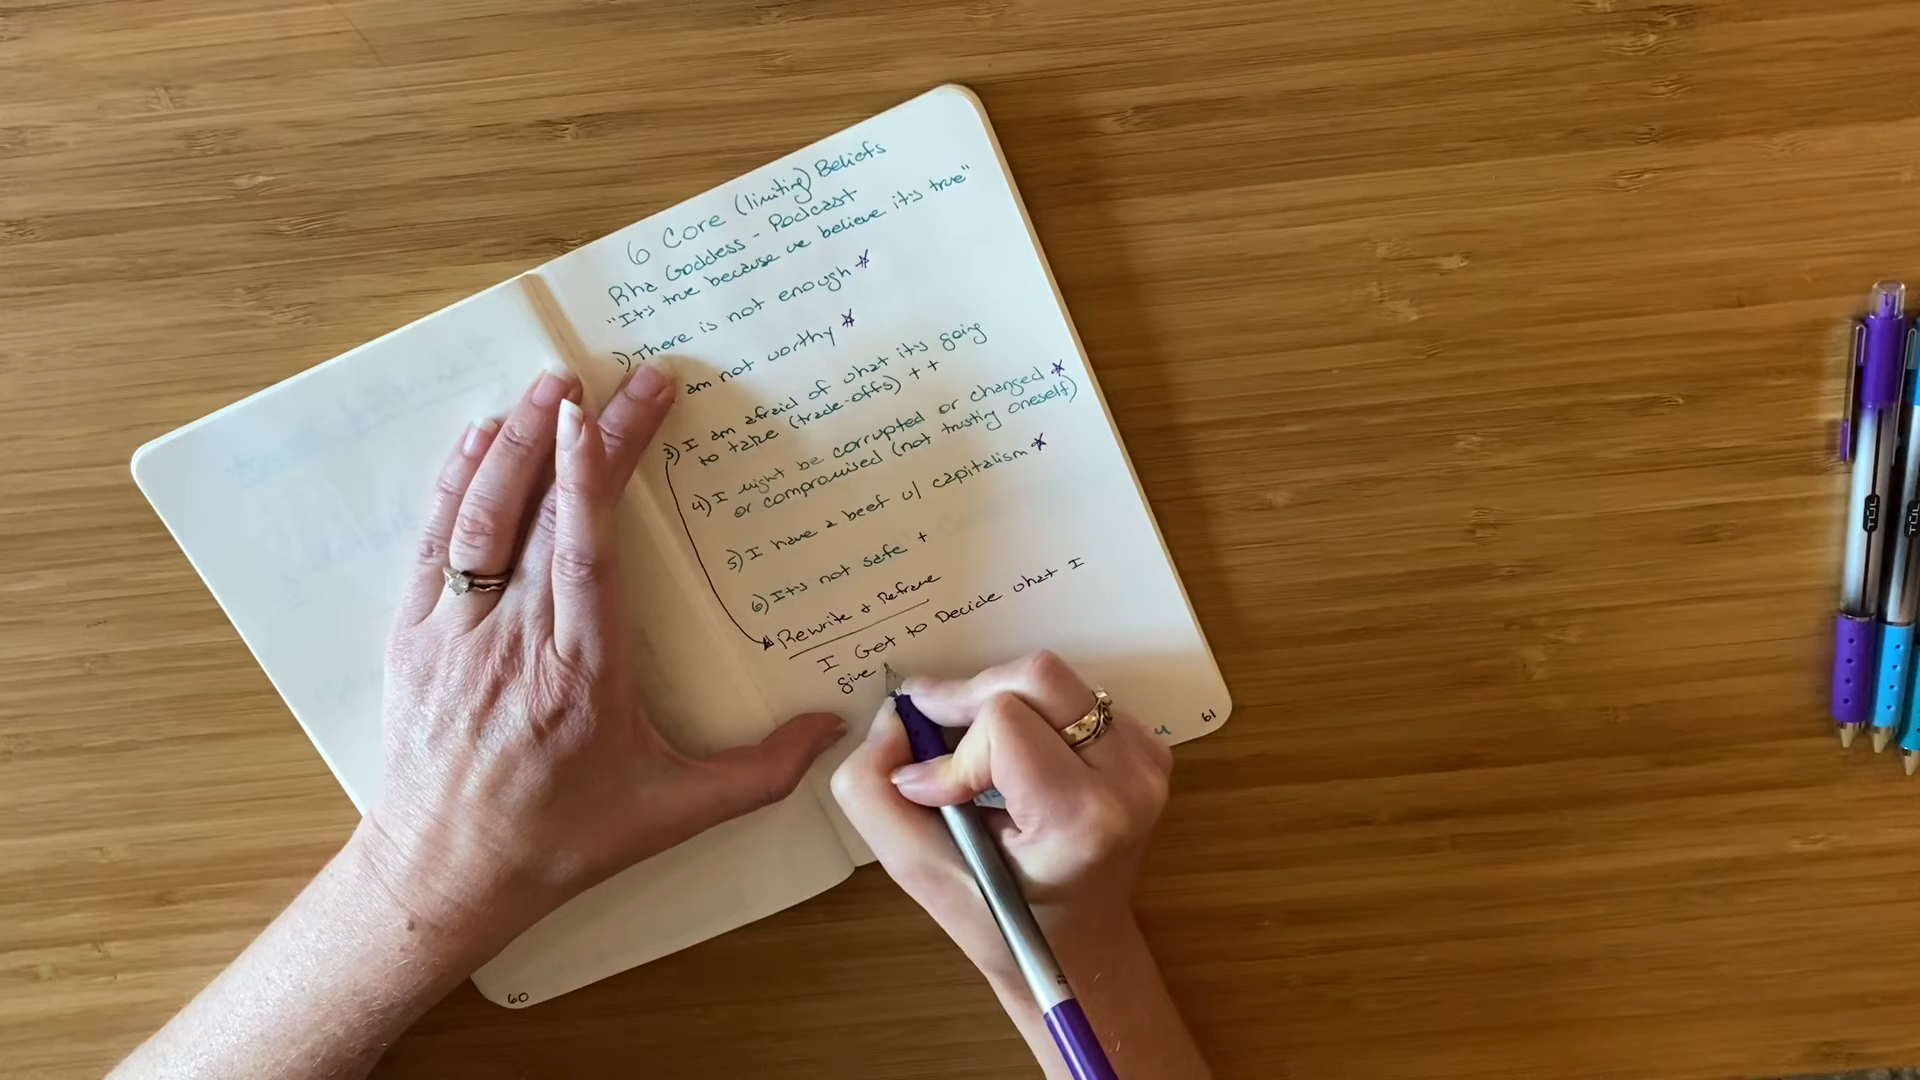 6 Core (limiting) Beliefs
Rha Goddess - Podcast
"It's true because we believe it's true"
1) There is not enough *
am not worthy *
3) I am afraid of what it's going
to take (trade-offs) + +
4) I might be corrupted or changed *
or compromised (not trusting oneself)
5) I have a beef w/ capitalism *
6) It's not safe +
Rewrite + Reframe
I Get to Decide what I
give
61
60
TUL
TUL